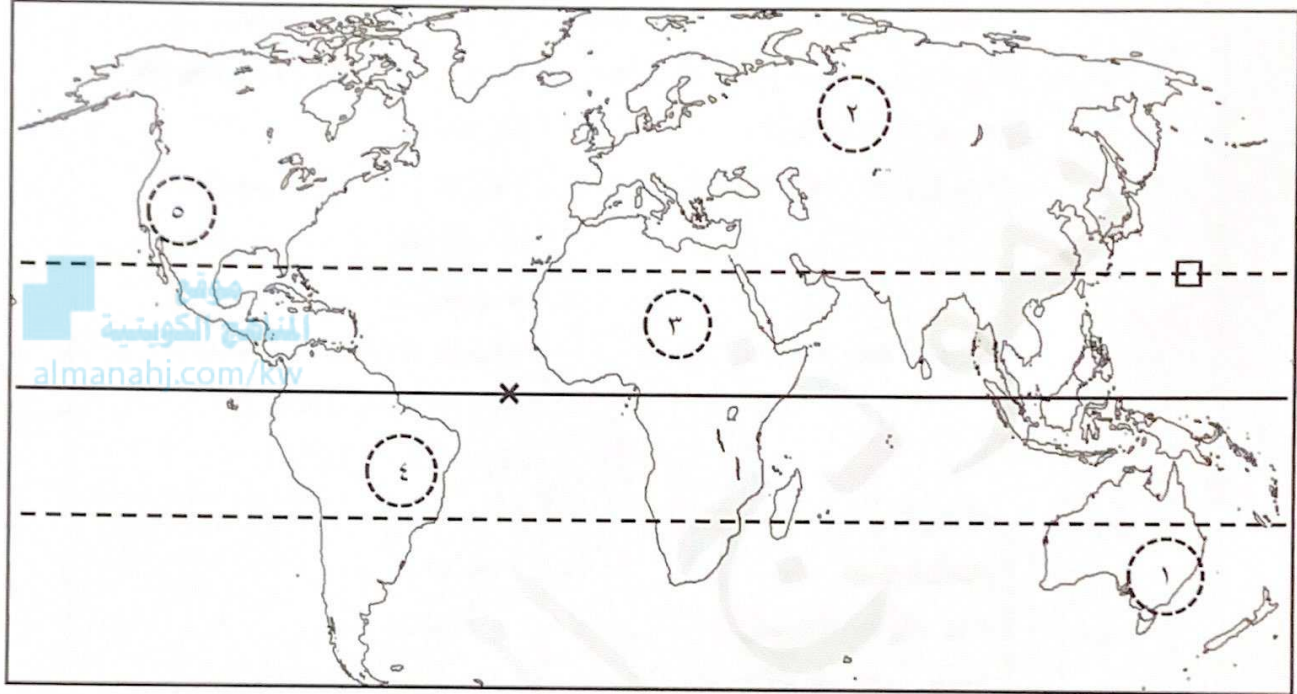 ٢
٥
موقع
المناهج الكويتية
almanahj.com/kw
٣
٤
١